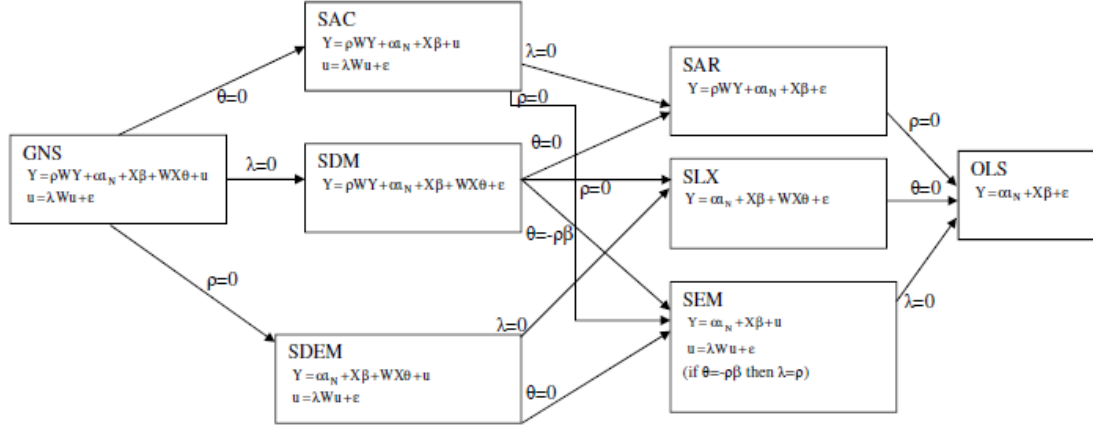 SAC
Y=ρWY+αι_N+Xβ+u
u=λWu+ε
λ=0
ρ=0
θ=0
SAR
Y=ρWY+αι_N+Xβ+ε
ρ=0
GNS
Y=ρWY+αι_N+Xβ+WXθ+u
u=λWu+ε
λ=0
SDM
Y=ρWY+αι_N+Xβ+WXθ+ε
θ=0
ρ=0
θ=-ρβ
SLX
Y=αι_N+Xβ+WXθ+ε
θ=0
OLS
Y=αι_N+Xβ+ε
ρ=0
SDEM
Y=αι_N+Xβ+WXθ+u
u=λWu+ε
λ=0
θ=0
SEM
Y=αι_N+Xβ+u
u=λWu+ε
(if θ=-ρβ then λ=ρ)
λ=0